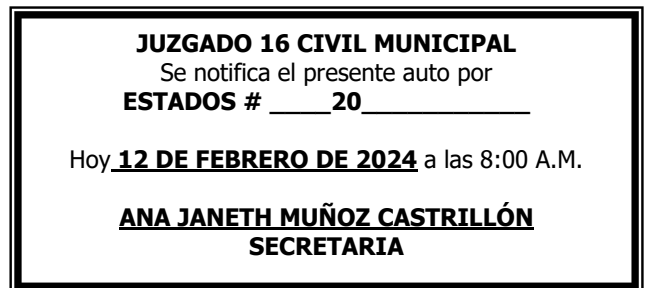 JUZGADO 16 CIVIL MUNICIPAL
Se notifica el presente auto por
ESTADOS # ____20___________
Hoy 12 DE FEBRERO DE 2024 a las 8:00 A.M.
ANA JANETH MUÑOZ CASTRILLÓN
SECRETARIA